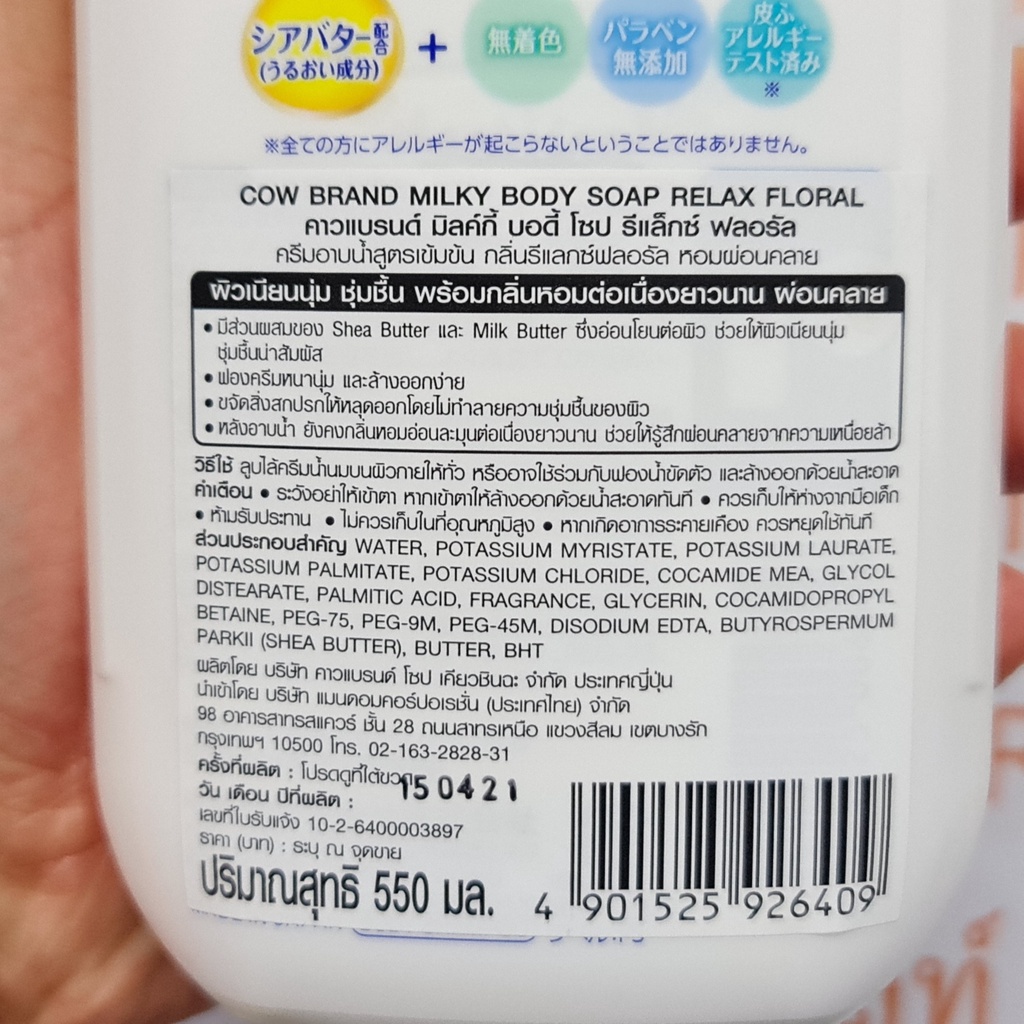 シアバター配合
(うるおい成分)
+
無着色
パラベン
無添加
皮ふ
アレルギー
テスト済み
※
※全ての方にアレルギーが起こらないということではありません。
COW BRAND MILKY BODY SOAP RELAX FLORAL
คาวแบรนด์ มิลค์กี้ บอดี้ โซป รีแล็กซ์ ฟลอรัล
ครีมอาบน้ำสูตรเข้มข้น กลิ่นรีแลกซ์ฟลอรัล หอมผ่อนคลาย
ผิวเนียนนุ่ม ชุ่มชื้น พร้อมกลิ่นหอมต่อเนื่องยาวนาน ผ่อนคลาย
• มีส่วนผสมของ Shea Butter และ Milk Butter ซึ่งอ่อนโยนต่อผิว ช่วยให้ผิวเนียนนุ่ม
ชุ่มชื้นน่าสัมผัส
• ฟองครีมหนานุ่ม และล้างออกง่าย
• ขจัดสิ่งสกปรกให้หลุดออกโดยไม่ทำลายความชุ่มชื้นของผิว
• หลังอาบน้ำ ยังคงกลิ่นหอมอ่อนละมุนต่อเนื่องยาวนาน ช่วยให้รู้สึกผ่อนคลายจากความเหนื่อยล้า
วิธีใช้ ลูบไล้ครีมน้ำนมบนผิวกายให้ทั่ว หรืออาจใช้ร่วมกับฟองน้ำขัดตัว และล้างออกด้วยน้ำสะอาด
คำเตือน • ระวังอย่าให้เข้าตา หากเข้าตาให้ล้างออกด้วยน้ำสะอาดทันที • ควรเก็บให้ห่างจากมือเด็ก
• ห้ามรับประทาน • ไม่ควรเก็บในที่อุณหภูมิสูง • หากเกิดอาการระคายเคือง ควรหยุดใช้ทันที
ส่วนประกอบสำคัญ WATER, POTASSIUM MYRISTATE, POTASSIUM LAURATE,
POTASSIUM PALMITATE, POTASSIUM CHLORIDE, COCAMIDE MEA, GLYCOL
DISTEARATE, PALMITIC ACID, FRAGRANCE, GLYCERIN, COCAMIDOPROPYL
BETAINE, PEG-75, PEG-9M, PEG-45M, DISODIUM EDTA, BUTYROSPERMUM
PARKII (SHEA BUTTER), BUTTER, BHT
ผลิตโดย บริษัท คาวแบรนด์ โซป เคียวชินฉะ จำกัด ประเทศญี่ปุ่น
นำเข้าโดย บริษัท แมนดอมคอร์ปอเรชั่น (ประเทศไทย) จำกัด
98 อาคารสาทรสแควร์ ชั้น 28 ถนนสาทรเหนือ แขวงสีลม เขตบางรัก
กรุงเทพฯ 10500 โทร. 02-163-2828-31
ครั้งที่ผลิต : โปรดดูที่ใต้ขวด
150421
วัน เดือน ปีที่ผลิต :
เลขที่ใบรับแจ้ง 10-2-6400003897
ราคา (บาท) : ระบุ ณ จุดขาย
ปริมาณสุทธิ 550 มล.
4 901525 926409